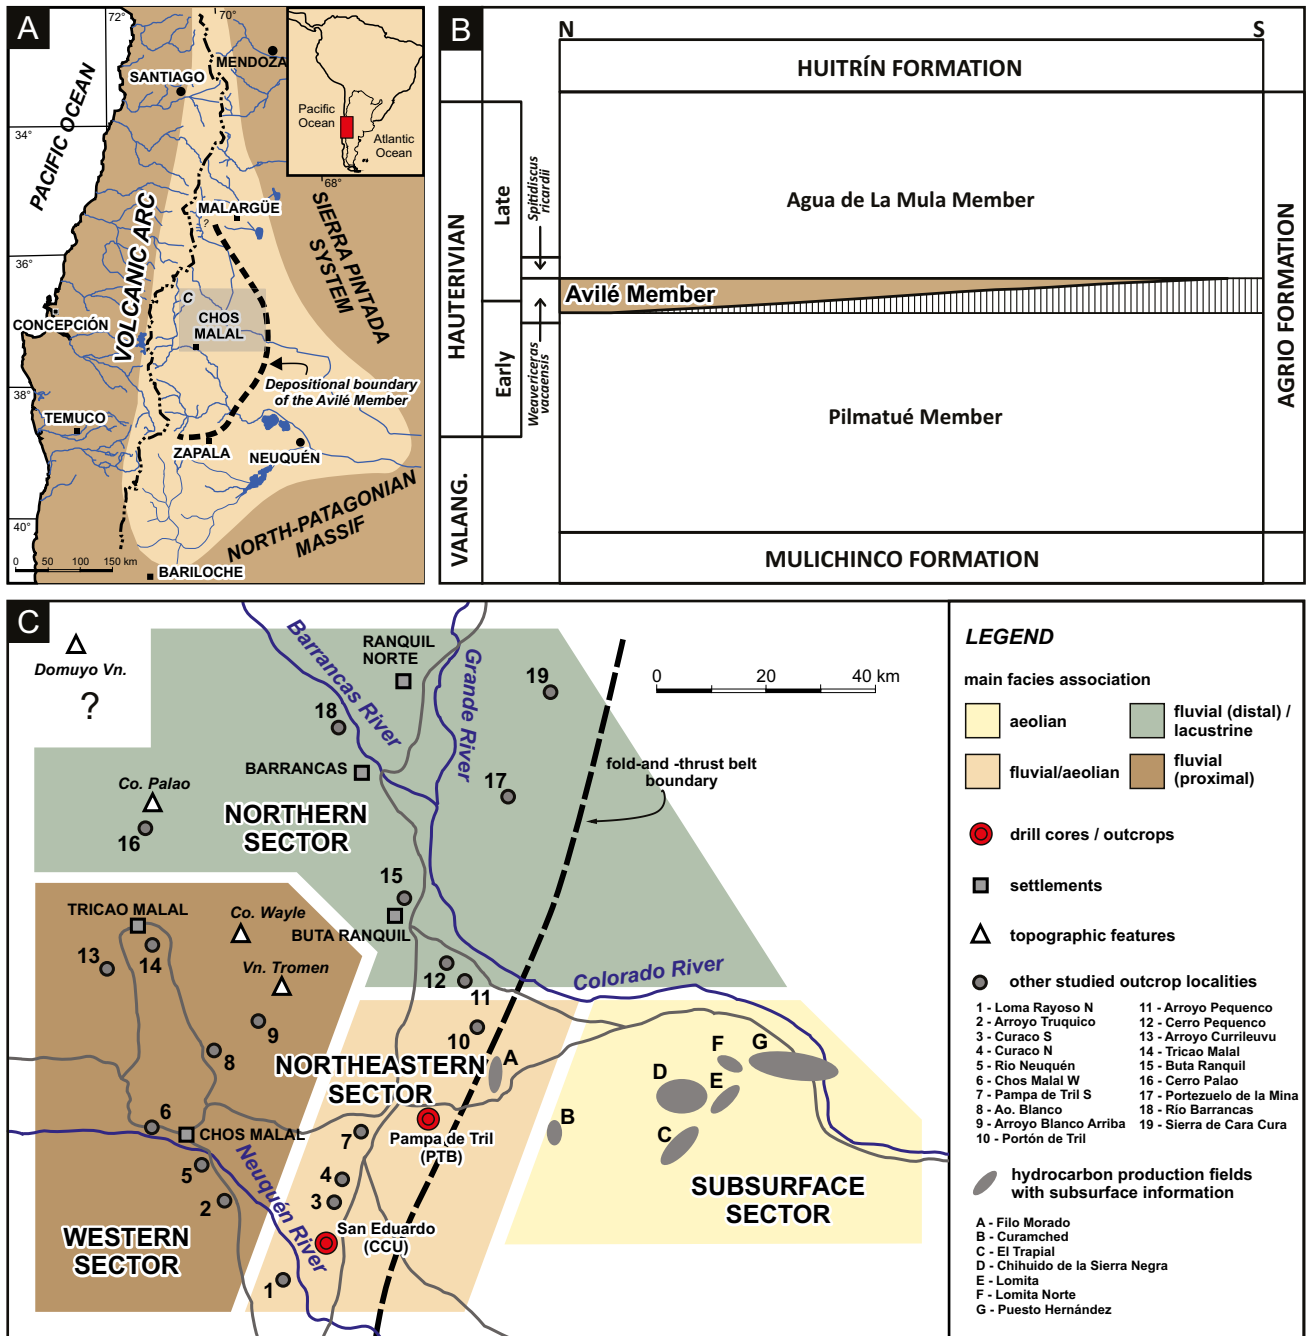 A
72°
70°
MENDOZA
SANTIAGO
PACIFIC OCEAN
Pacific
Ocean
Atlantic
Ocean
34°
68°
MALARGÜE
?
SIERRA PINTADA
SYSTEM
VOLCANIC ARC
36°
C
CHOS
MALAL
CONCEPCIÓN
Depositional boundary
of the Avilé Member
38°
TEMUCO
ZAPALA
NEUQUÉN
NORTH-PATAGONIAN
MASSIF
40°
0 50 100 150 km
BARILOCHE
B
N
S
HUITRÍN FORMATION
HAUTERIVIAN
Late
Spitidiscus
ricardii
Agua de La Mula Member
Avilé Member
Early
Weavericeras
vacaensis
Pilmatué Member
AGRIO FORMATION
VALANG.
MULICHINCO FORMATION
C
Domuyo Vn.
?
Barrancas River
RANQUIL
NORTE
Grande River
19
0 20 40 km
18
BARRANCAS
17
fold-and -thrust belt
boundary
Co. Palao
16
NORTHERN
SECTOR
15
TRICAO MALAL
Co. Wayle
BUTA RANQUIL
13
14
Vn. Tromen
12
11
Colorado River
9
10
8
NORTHEASTERN
SECTOR
A
F
G
D
E
6
CHOS MALAL
7
Pampa de Tril
(PTB)
B
C
5
4
2
3
Neuquén River
San Eduardo
(CCU)
SUBSURFACE
SECTOR
WESTERN
SECTOR
1
LEGEND
main facies association
aeolian
fluvial (distal) /
lacustrine
fluvial/aeolian
fluvial
(proximal)
drill cores / outcrops
settlements
topographic features
other studied outcrop localities
1 - Loma Rayoso N
2 - Arroyo Truquico
3 - Curaco S
4 - Curaco N
5 - Rio Neuquén
6 - Chos Malal W
7 - Pampa de Tril S
8 - Ao. Blanco
9 - Arroyo Blanco Arriba
10 - Portón de Tril
11 - Arroyo Pequenco
12 - Cerro Pequenco
13 - Arroyo Currileuvu
14 - Tricao Malal
15 - Buta Ranquil
16 - Cerro Palao
17 - Portezuelo de la Mina
18 - Río Barrancas
19 - Sierra de Cara Cura
hydrocarbon production fields
with subsurface information
A - Filo Morado
B - Curamched
C - El Trapial
D - Chihuido de la Sierra Negra
E - Lomita
F - Lomita Norte
G - Puesto Hernández